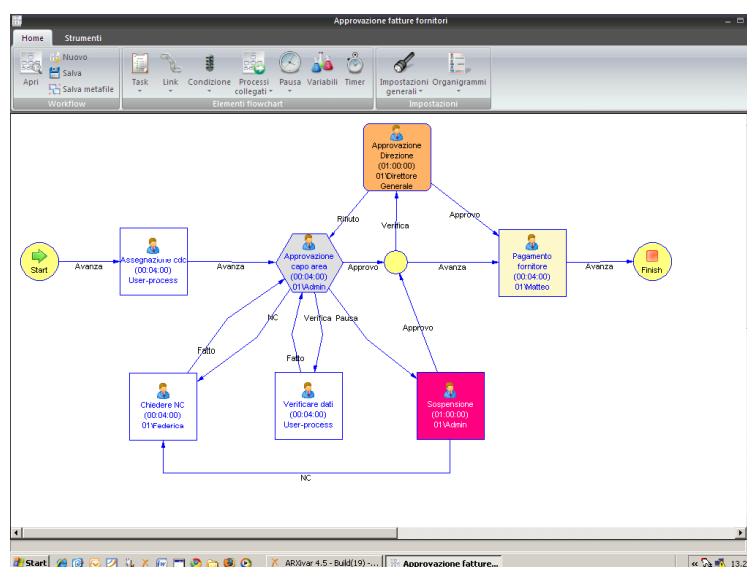 Approvazione fatture fornitori
Home
Strumenti
Apri
Nuovo
Salva
Salva metafile
Workflow
Task
Link
Condizione
Processi
collegati
Pausa
Variabili
Timer
Elementi flowchart
Impostazioni
generali
Organigrammi
Impostazioni
Approvazione
Direzione
(01:00:00)
01\Direttore
Generale
Rifiuto
Verifica
Approvo
Start
Avanza
Assegnazione cdc
(00:04:00)
User-process
Avanza
Approvazione
capo area
(00:04:00)
01\Admin
Approvo
Avanza
Pagamento
fornitore
(00:04:00)
01\Matteo
Avanza
Finish
Fatto
NC
Verifica
Pausa
Fatto
Approvo
Chiedere NC
(00:04:00)
01\Federica
Verificare dati
(00:04:00)
User-process
Sospensione
(01:00:00)
01\Admin
NC
Start
ARXivar 4.5 - Build(19) -...
Approvazione fatture...
«
13.2